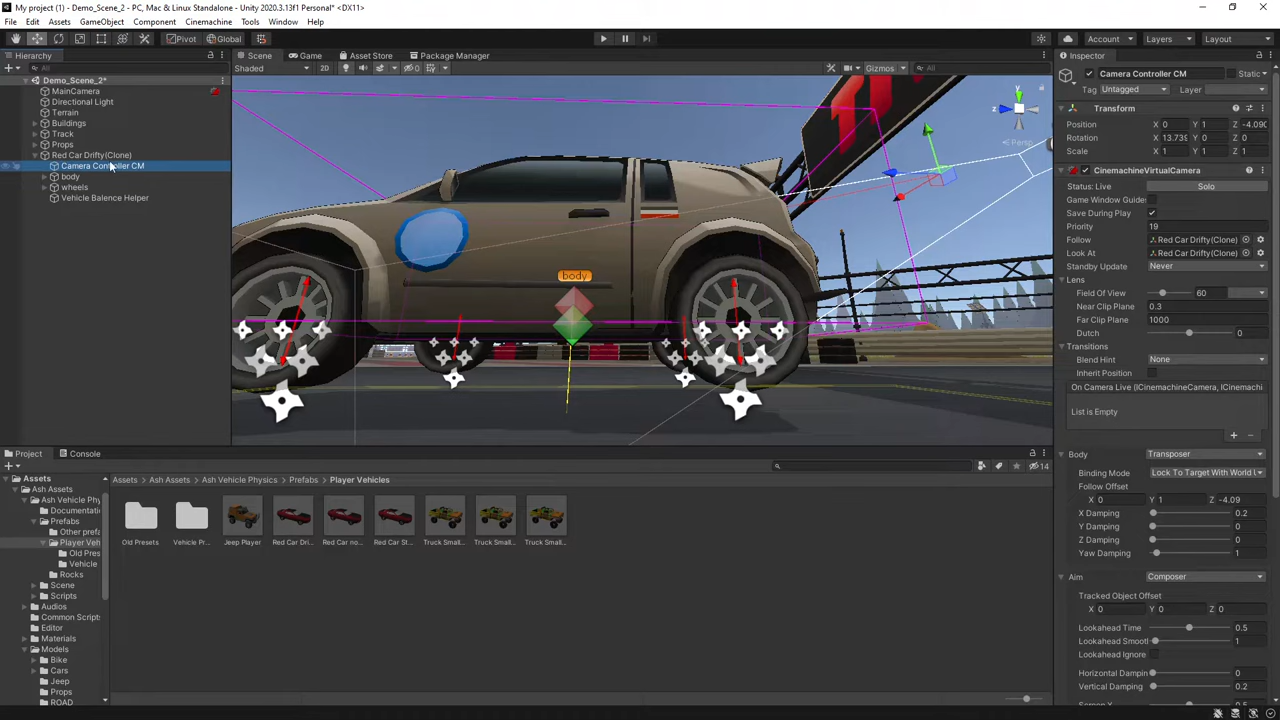 My project (1) - Demo_Scene_2 - PC, Mac & Linux Standalone - Unity 2020.3.13f1 Personal* <DX11>
File Edit Assets GameObject Component Cinemachine Tools Window Help
Pivot Global Account Layers Layout
Hierarchy
All
Demo_Scene_2*
MainCamera
Directional Light
Terrain
Buildings
Track
Props
Red Car Drifty(Clone)
Camera Controller CM
body
wheels
Vehicle Balence Helper
Scene Game Asset Store Package Manager
Shaded 2D 0 Gizmos All
Persp
body
Inspector
Camera Controller CM Static
Tag Untagged Layer
Transform
Position X 0 Y 1 Z -4.090
Rotation X 13.739
Scale X 1 Y 1 Z 1
CinemachineVirtualCamera
Status: Live Solo
Game Window Guides
Save During Play
Priority 19
Follow Red Car Drifty(Clone)
Look At Red Car Drifty(Clone)
Standby Update Never
Lens
Field Of View 60
Near Clip Plane 0.3
Far Clip Plane 1000
Dutch 0
Transitions
Blend Hint None
Inherit Position
On Camera Live (ICinemachineCamera, ICinemachi
List is Empty
Body Transposer
Binding Mode Lock To Target With World U
Follow Offset
X 0 Y 1 Z -4.09
X Damping 0.2
Y Damping 0
Z Damping 0
Yaw Damping 1
Aim Composer
Tracked Object Offset
X 0 Y 0 Z 0
Lookahead Time 0.5
Lookahead Smoot 1
Lookahead Ignore
Horizontal Dampin 0
Vertical Damping 0.2
Screen X
Project Console
14
Assets
Ash Assets
Ash Vehicle Phy
Documentatio
Prefabs
Other prefa
Player Veh
Old Pres
Vehicle
Rocks
Scene
Scripts
Audios
Common Scripts
Editor
Materials
Models
Bike
Cars
Jeep
Props
ROAD
Assets > Ash Assets > Ash Vehicle Physics > Prefabs > Player Vehicles
Old Presets Vehicle Pr... Jeep Player Red Car Dri... Red Car no... Red Car St... Truck Small... Truck Small... Truck Small...